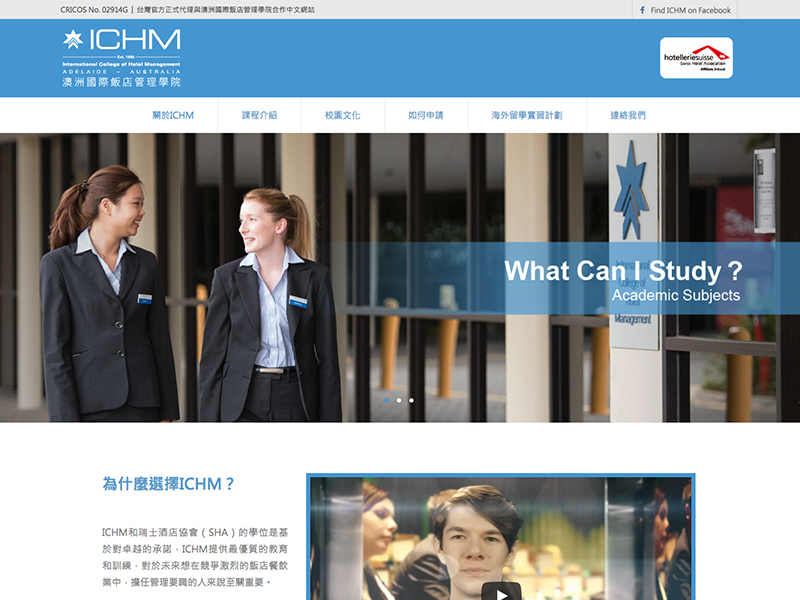 CRICOS No. 02914G | 台灣官方正式代理與澳洲國際飯店管理學院合作中文網站
Find ICHM on Facebook
ICHM
Est. 1992
International College of Hotel Management
ADELAIDE – AUSTRALIA
澳洲國際飯店管理學院
hotelleriesuisse
Swiss Hotel Association
Affiliate School
關於ICHM
課程介紹
校園文化
如何申請
海外留學實習計劃
連絡我們
What Can I Study?
Academic Subjects
International
College of
Hotel
Management
為什麼選擇ICHM？
ICHM和瑞士酒店協會（SHA）的學位是基
於對卓越的承諾，ICHM提供最優質的教育
和訓練，對於未來想在競爭激烈的飯店餐飲
業中，擔任管理要職的人來說至關重要。